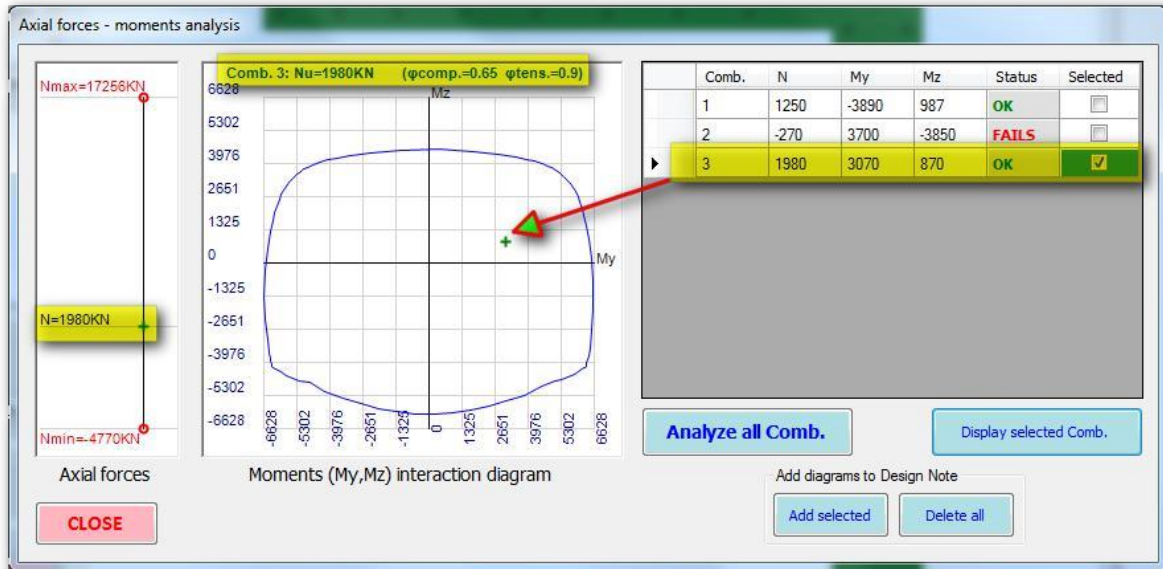 Axial forces - moments analysis
Nmax=17256KN
N=1980KN
Nmin=-4770KN
Axial forces
CLOSE
Comb. 3: Nu=1980KN (φcomp.=0.65 φtens.=0.9)
Mz
6628
5302
3976
2651
1325
0
My
-1325
-2651
-3976
-5302
-6628
-6628 -5302 -3976 -2651 -1325 0 1325 2651 3976 5302 6628
Moments (My,Mz) interaction diagram
Comb. N My Mz Status Selected
1 1250 -3890 987 OK
2 -270 3700 -3850 FAILS
3 1980 3070 870 OK
Analyze all Comb.
Display selected Comb.
Add diagrams to Design Note
Add selected
Delete all